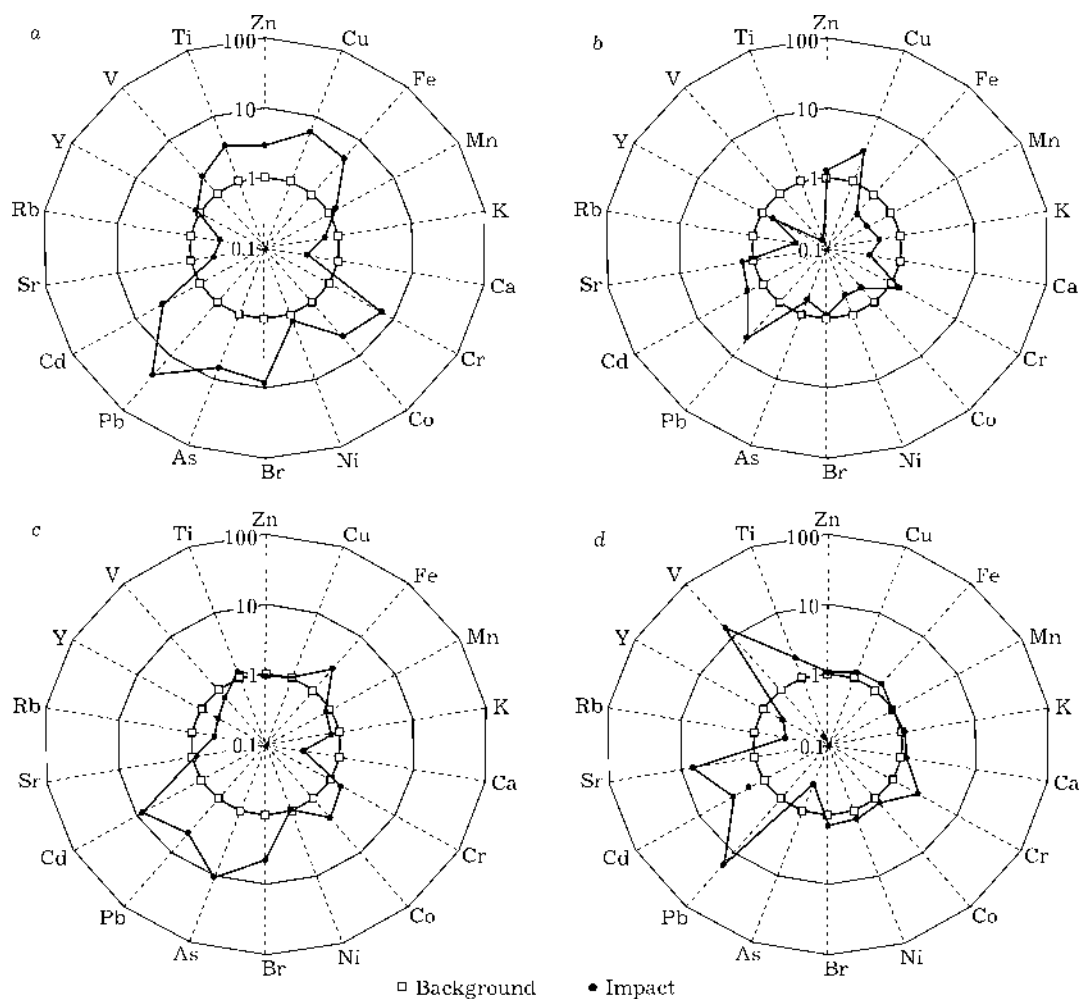 a
Zn
100
Ti
Cu
V
Fe
10
Y
Mn
1
Rb
K
0.1
Sr
Ca
Cd
Cr
Pb
Co
As
Ni
Br
b
Zn
100
Ti
Cu
V
Fe
10
Y
Mn
1
Rb
K
0.1
Sr
Ca
Cd
Cr
Pb
Co
As
Ni
Br
c
Zn
100
Ti
Cu
V
Fe
10
Y
Mn
1
Rb
K
0.1
Sr
Ca
Cd
Cr
Pb
Co
As
Ni
Br
d
Zn
100
Ti
Cu
V
Fe
10
Y
Mn
1
Rb
K
0.1
Sr
Ca
Cd
Cr
Pb
Co
As
Ni
Br
Background
Impact